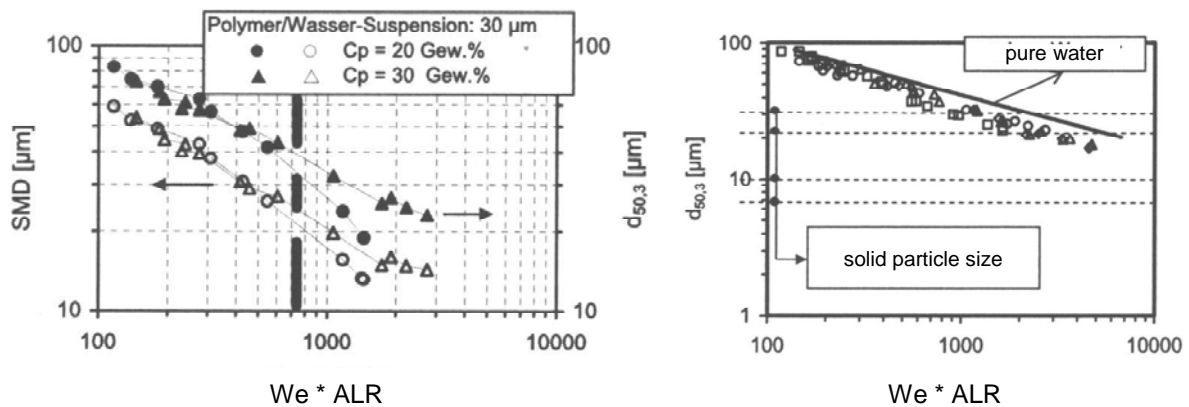 Polymer/Wasser-Suspension: 30 µm
Cp = 20 Gew.%
Cp = 30 Gew.%
100
10
SMD [µm]
100
10
d50,3 [µm]
100
1000
10000
We * ALR
100
10
1
d50,3 [µm]
pure water
solid particle size
100
1000
10000
We * ALR